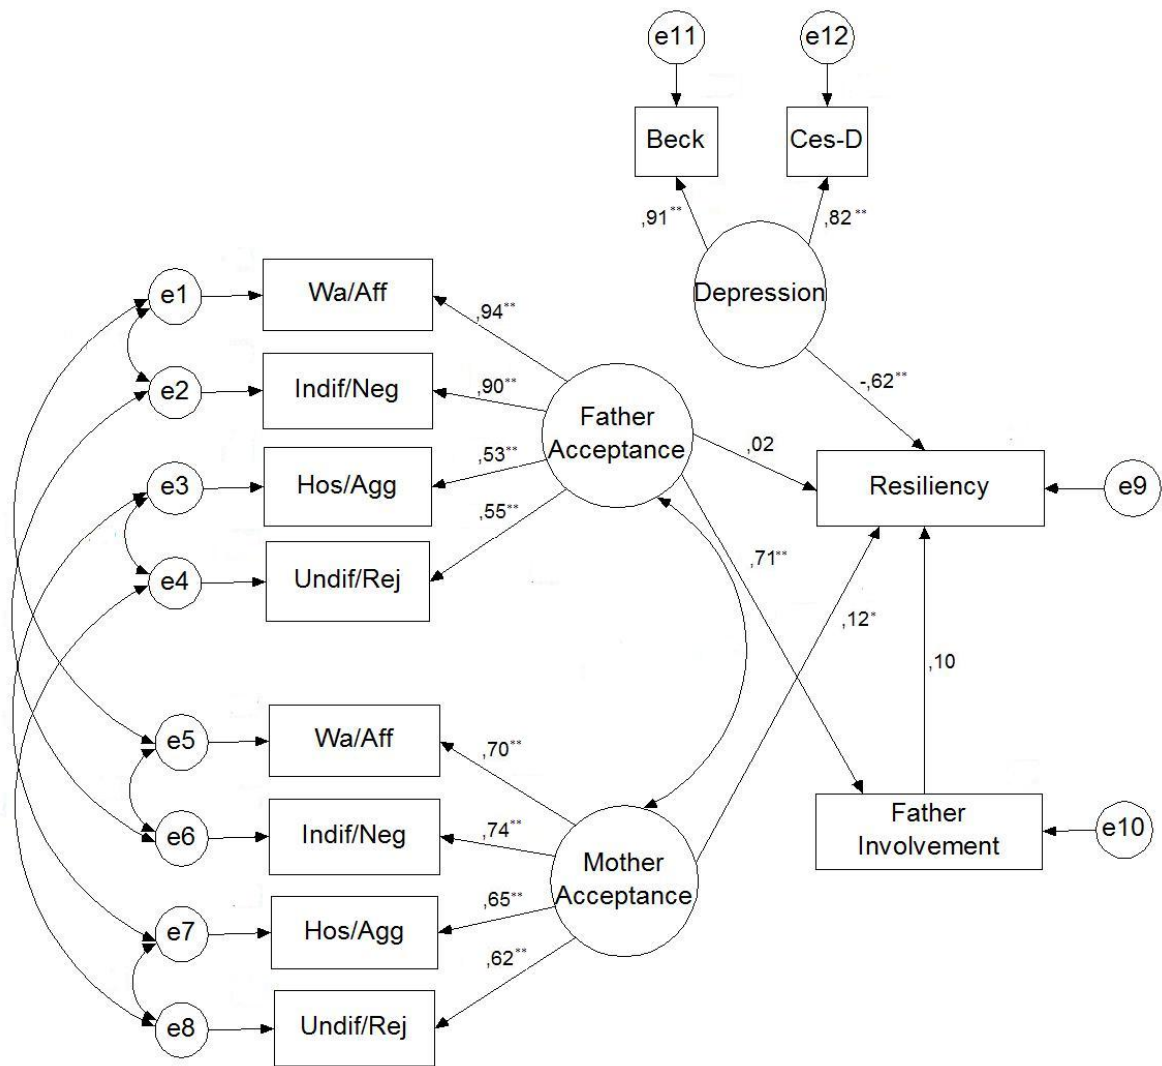 e11
e12
Beck
Ces-D
,91**
,82**
Depression
e1
Wa/Aff
,94**
e2
Indif/Neg
,90**
-,62**
Father
Acceptance
,53**
,02
e3
Hos/Agg
Resiliency
e9
,55**
e4
Undif/Rej
,71**
,12*
,10
e5
Wa/Aff
,70**
e6
Indif/Neg
,74**
Father
Involvement
e10
Mother
Acceptance
,65**
e7
Hos/Agg
,62**
e8
Undif/Rej